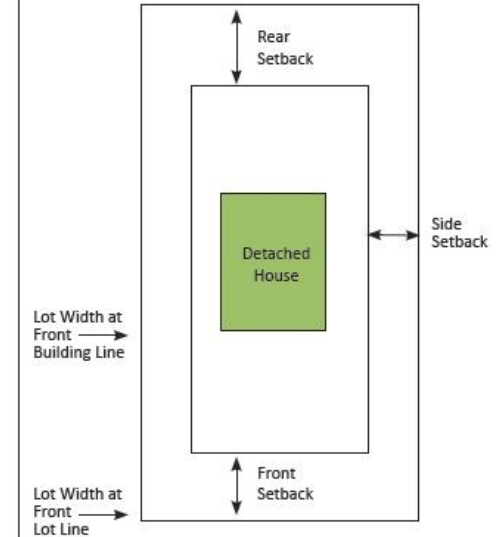 Rear
Setback
Side
Setback
Detached
House
Lot Width at
Front
Building Line
Front
Setback
Lot Width at
Front
Lot Line